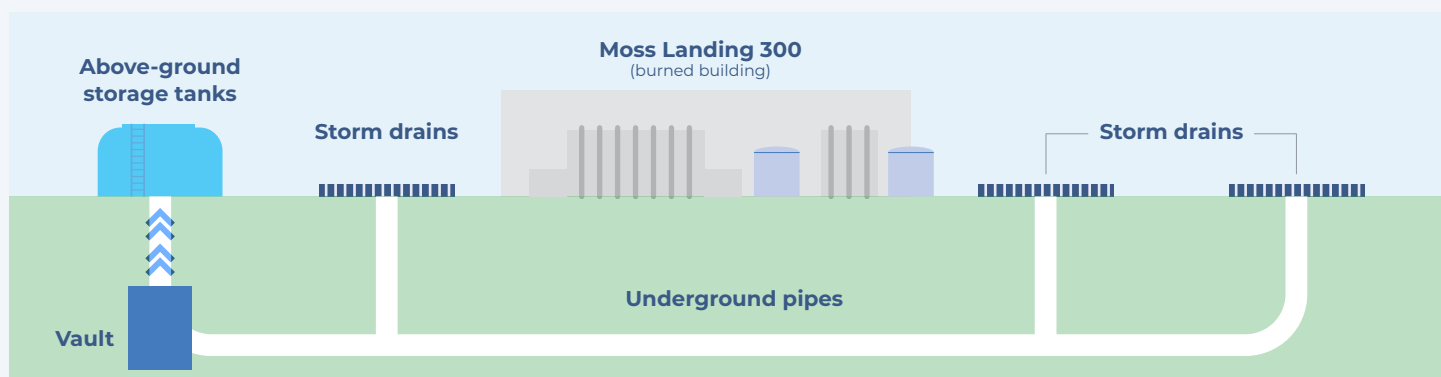 Moss Landing 300
(burned building)
Above-ground
storage tanks
Storm drains
Storm drains
Underground pipes
Vault